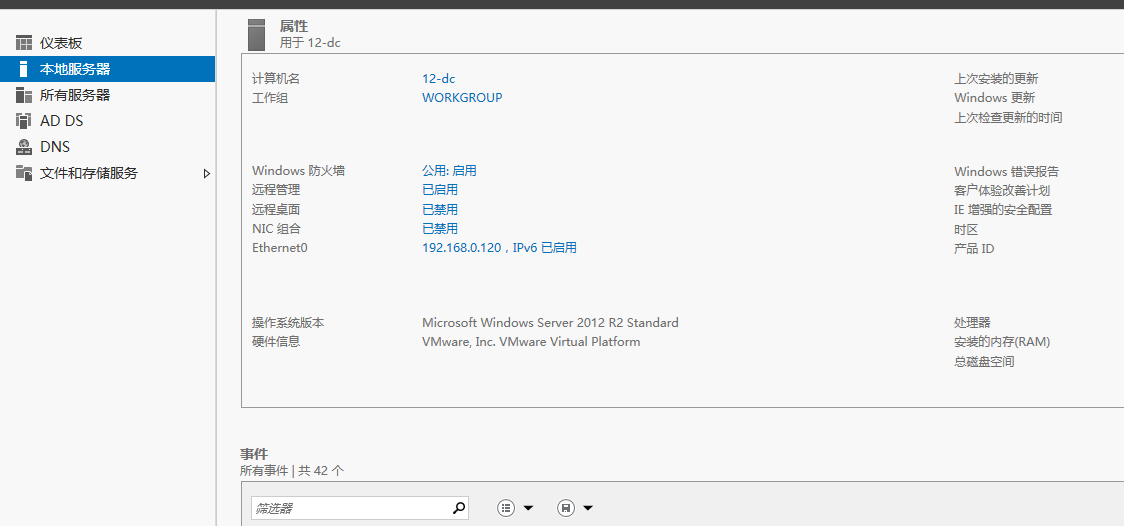 属性
用于 12-dc
仪表板
本地服务器
所有服务器
AD DS
DNS
文件和存储服务
计算机名 12-dc 上次安装的更新
工作组 WORKGROUP Windows 更新
上次检查更新的时间
Windows 防火墙 公用: 启用 Windows 错误报告
远程管理 已启用 客户体验改善计划
远程桌面 已禁用 IE 增强的安全配置
NIC 组合 已禁用 时区
Ethernet0 192.168.0.120，IPv6 已启用 产品 ID
操作系统版本 Microsoft Windows Server 2012 R2 Standard 处理器
硬件信息 VMware, Inc. VMware Virtual Platform 安装的内存(RAM)
总磁盘空间
事件
所有事件 | 共 42 个
筛选器